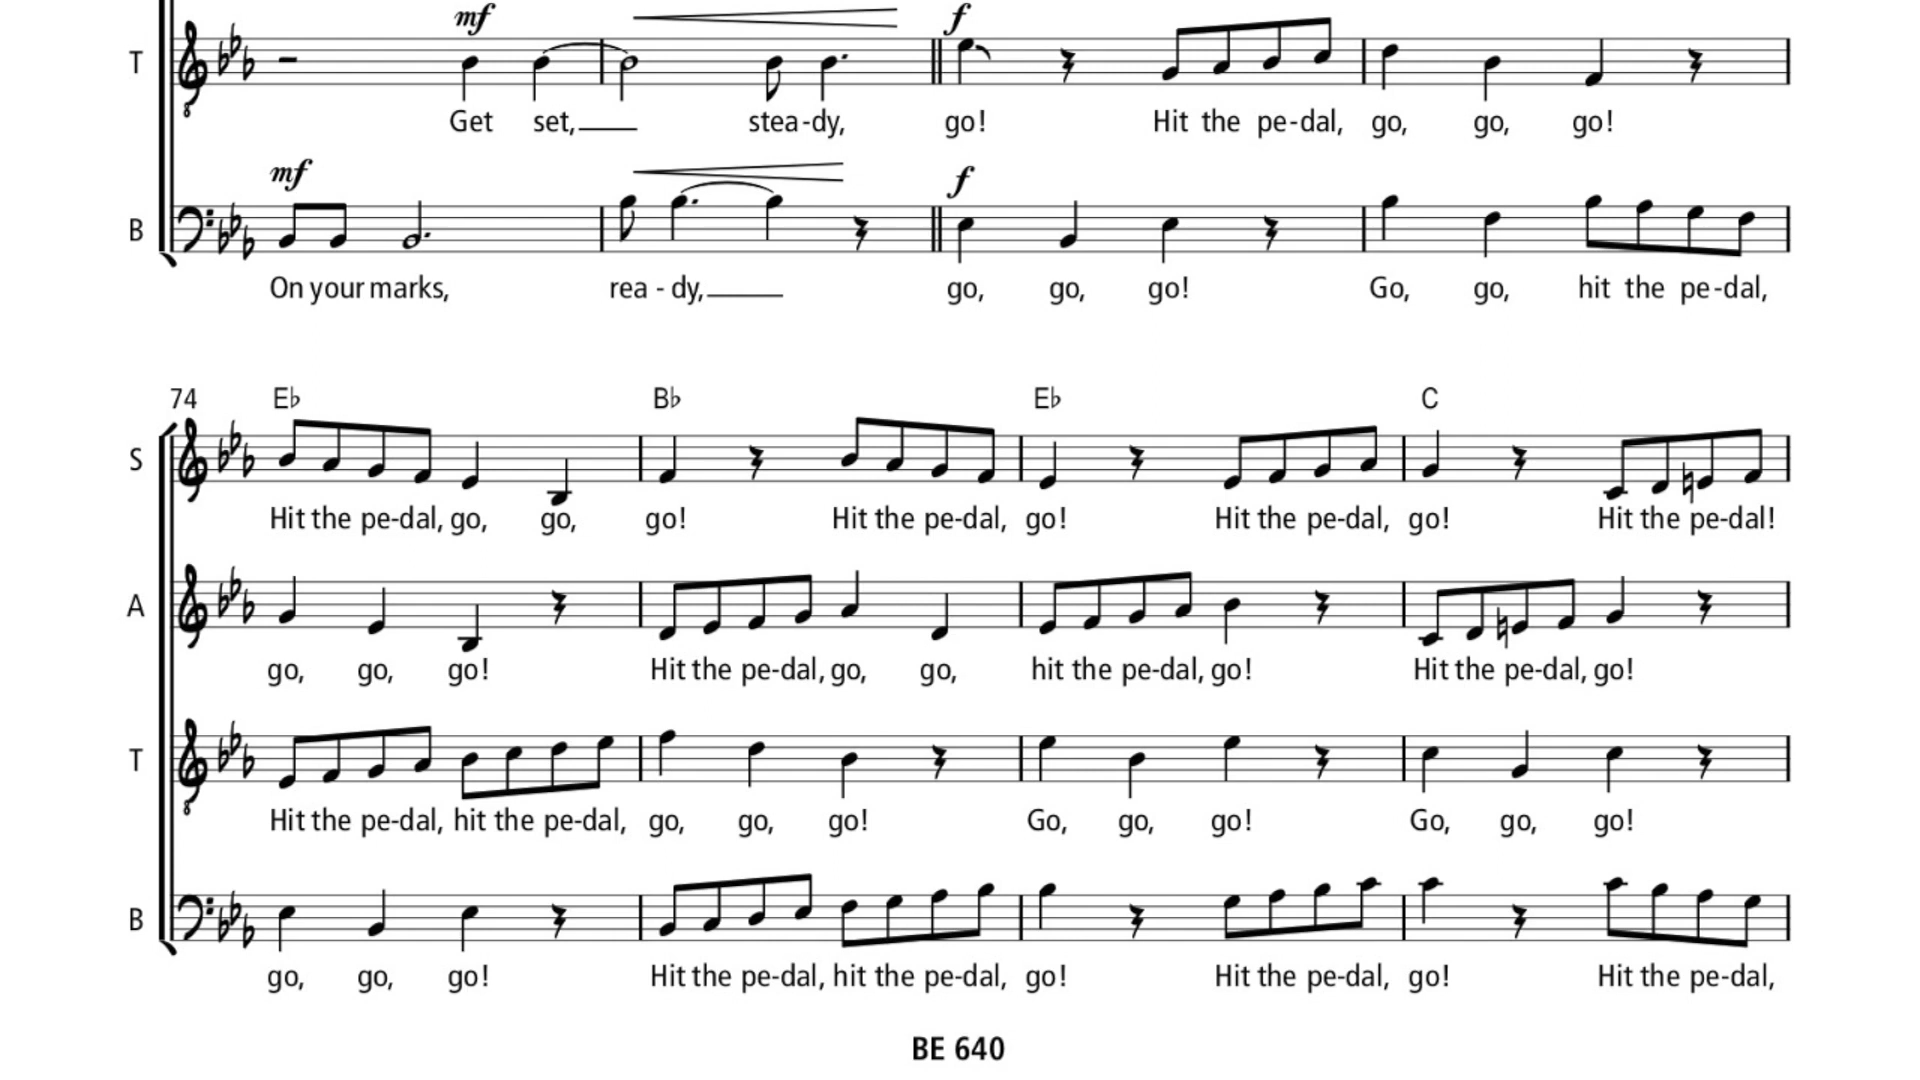 mf f
T
Get set, stea-dy, go! Hit the pe-dal, go, go, go!
mf f
B
On your marks, rea - dy, go, go, go! Go, go, hit the pe-dal,
74 E♭ B♭ E♭ C
S
Hit the pe-dal, go, go, go! Hit the pe-dal, go! Hit the pe-dal, go! Hit the pe-dal!
A
go, go, go! Hit the pe-dal, go, go, hit the pe-dal, go! Hit the pe-dal, go!
T
Hit the pe-dal, hit the pe-dal, go, go, go! Go, go, go! Go, go, go!
B
go, go, go! Hit the pe-dal, hit the pe-dal, go! Hit the pe-dal, go! Hit the pe-dal,
BE 640